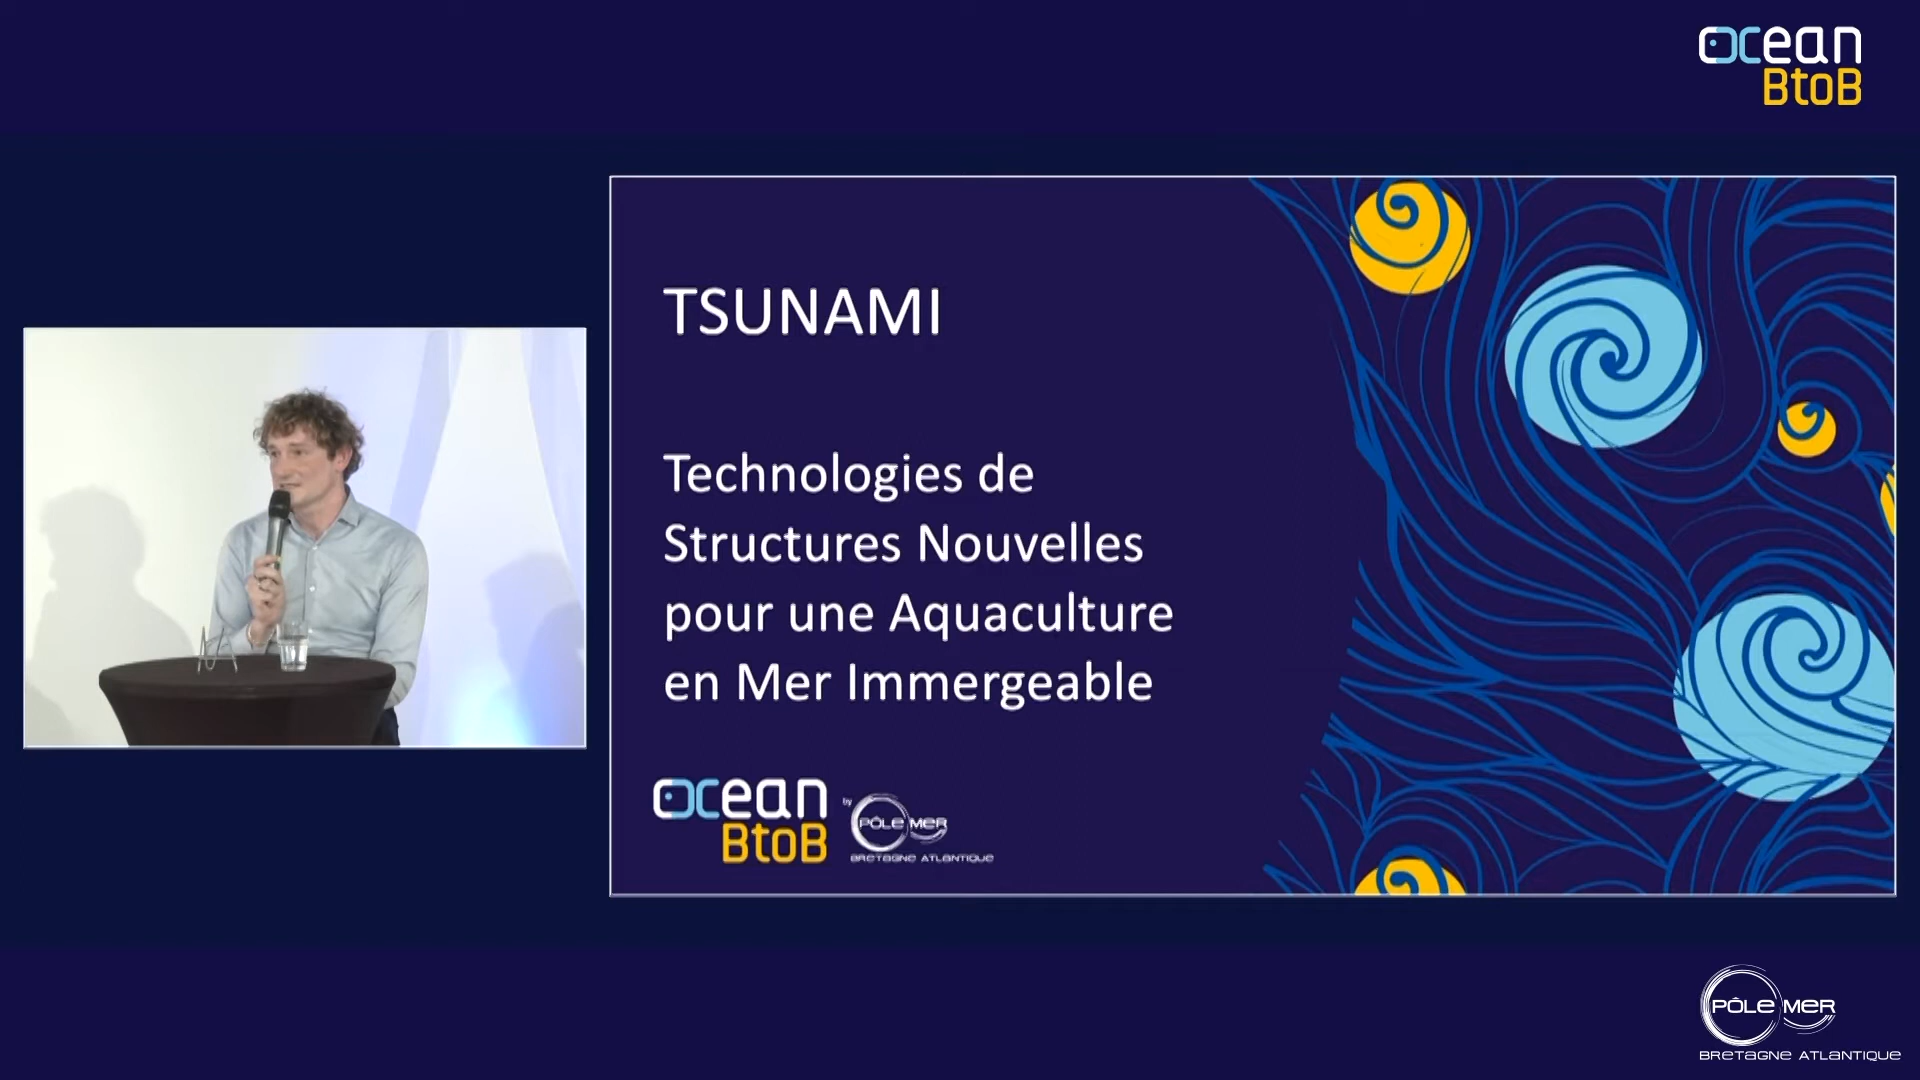 ocean
BtoB
TSUNAMI
Technologies de
Structures Nouvelles
pour une Aquaculture
en Mer Immergeable
ocean
BtoB
by
PÔLE MER
BRETAGNE ATLANTIQUE
PÔLE MER
BRETAGNE ATLANTIQUE